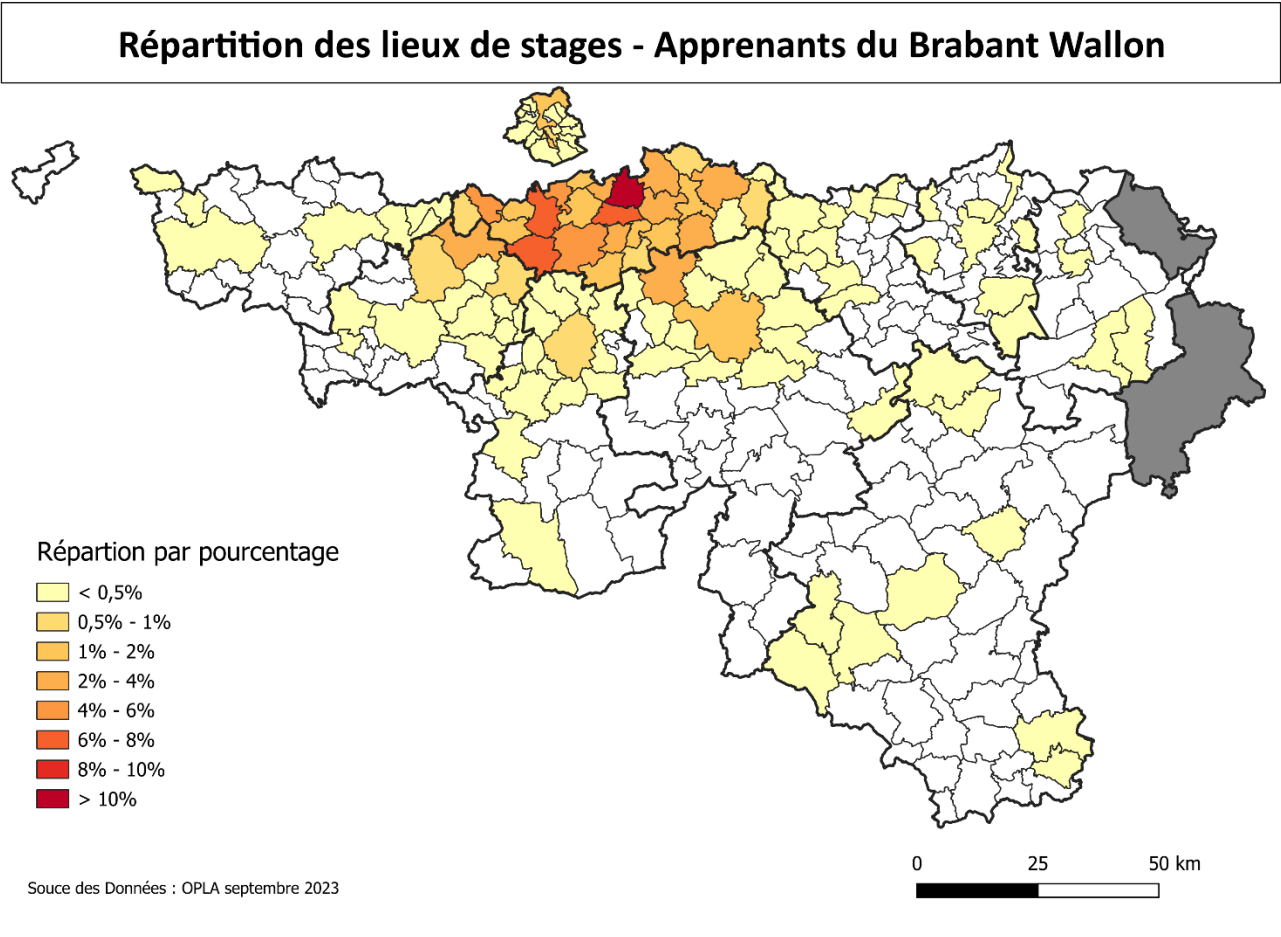 Répartition des lieux de stages - Apprenants du Brabant Wallon
Répartion par pourcentage
< 0,5%
0,5% - 1%
1% - 2%
2% - 4%
4% - 6%
6% - 8%
8% - 10%
> 10%
0 25 50 km
Souce des Données : OPLA septembre 2023